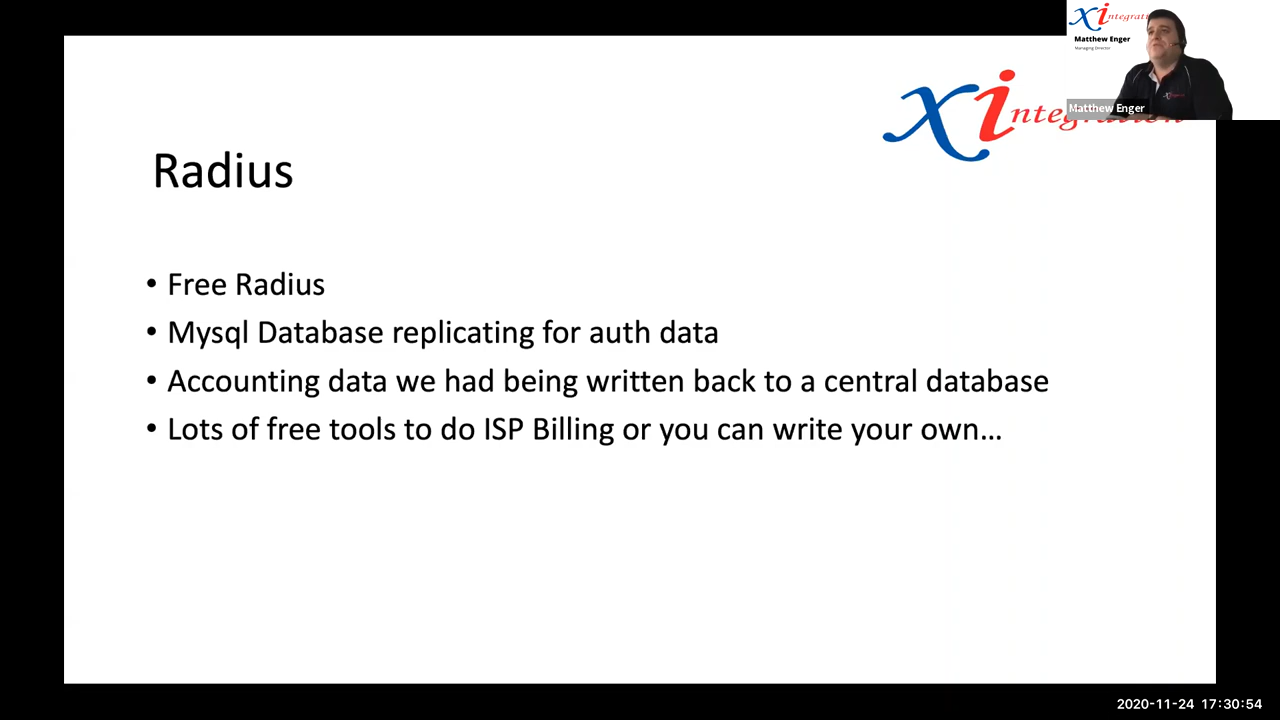 Xintegrati
Matthew Enger
Managing Director
Matthew Enger
Xintegration
Radius
• Free Radius
• Mysql Database replicating for auth data
• Accounting data we had being written back to a central database
• Lots of free tools to do ISP Billing or you can write your own…
2020-11-24 17:30:54